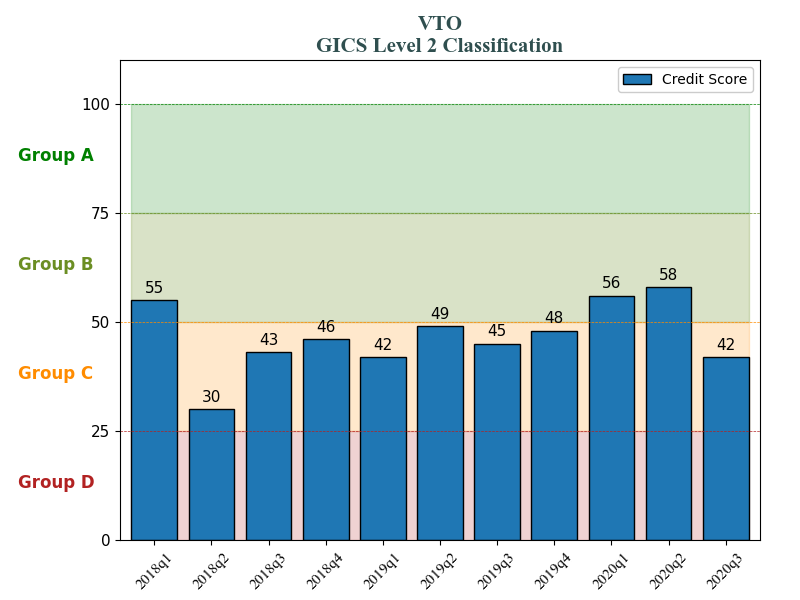 VTO
GICS Level 2 Classification
Credit Score
100
Group A
75
Group B
50
Group C
25
Group D
0
55
30
43
46
42
49
45
48
56
58
42
2018q1
2018q2
2018q3
2018q4
2019q1
2019q2
2019q3
2019q4
2020q1
2020q2
2020q3